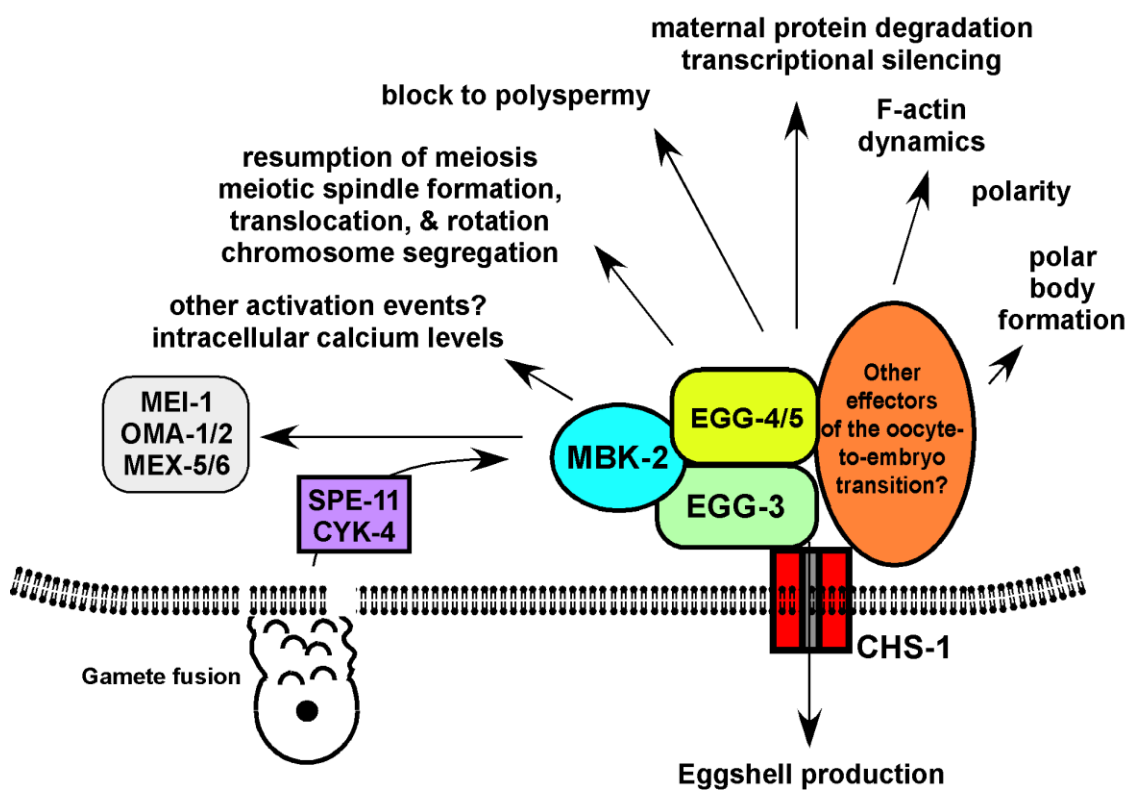 maternal protein degradation
transcriptional silencing
block to polyspermy
F-actin
dynamics
resumption of meiosis
meiotic spindle formation,
translocation, & rotation
chromosome segregation
polarity
polar
body
formation
other activation events?
intracellular calcium levels
MEI-1
OMA-1/2
MEX-5/6
SPE-11
CYK-4
MBK-2
EGG-4/5
EGG-3
Other
effectors
of the oocyte-
to-embryo
transition?
CHS-1
Gamete fusion
Eggshell production